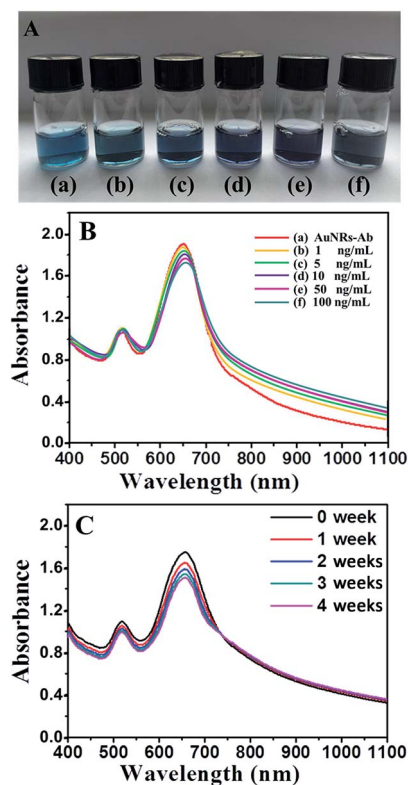 A
(a) (b) (c) (d) (e) (f)
B
(a) AuNRs-Ab
(b) 1 ng/mL
(c) 5 ng/mL
(d) 10 ng/mL
(e) 50 ng/mL
(f) 100 ng/mL
2.0
1.6
1.2
0.8
0.4
0.0
Absorbance
400 500 600 700 800 900 1000 1100
Wavelength (nm)
C
0 week
1 week
2 weeks
3 weeks
4 weeks
2.0
1.6
1.2
0.8
0.4
0.0
Absorbance
400 500 600 700 800 900 1000 1100
Wavelength (nm)